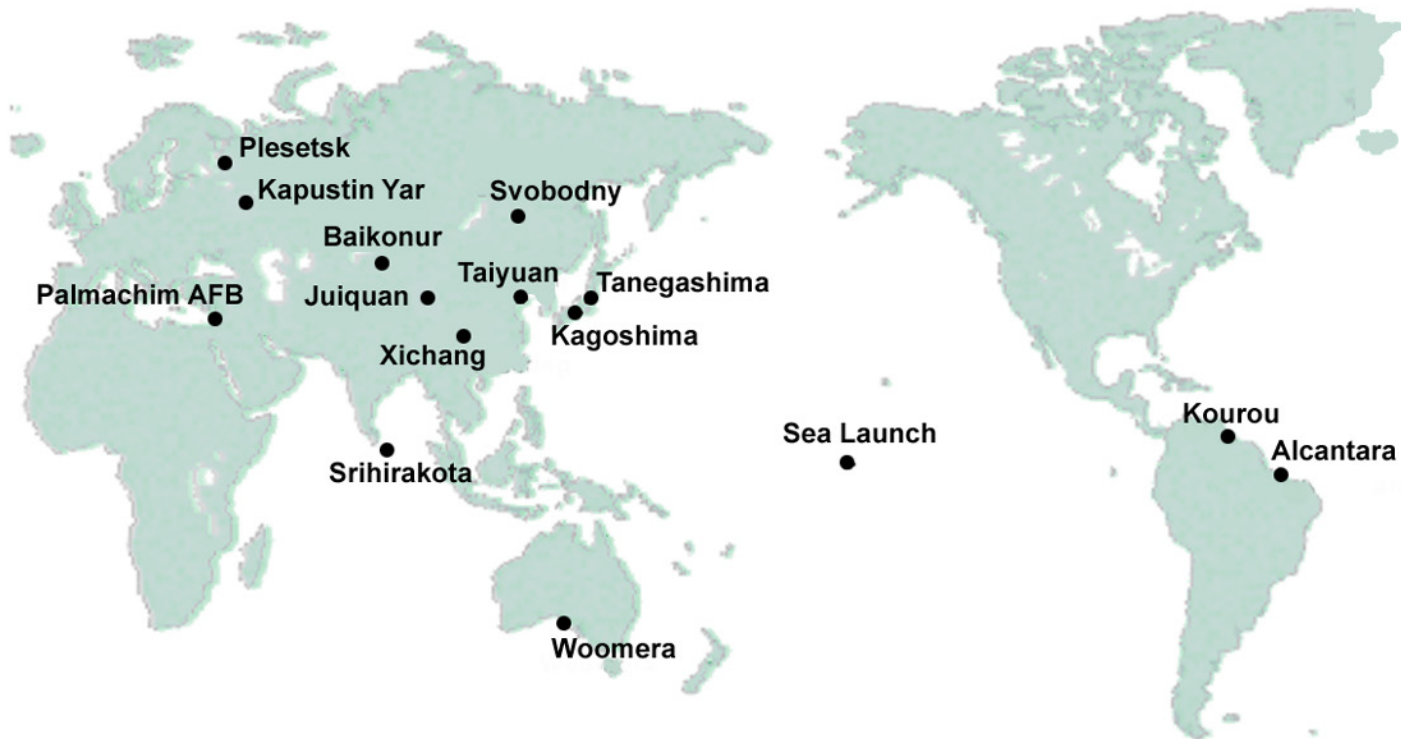 Plesetsk
Kapustin Yar
Svobodny
Baikonur
Taiyuan
Tanegashima
Palmachim AFB
Juiquan
Kagoshima
Xichang
Kourou
Sea Launch
Alcantara
Srihirakota
Woomera